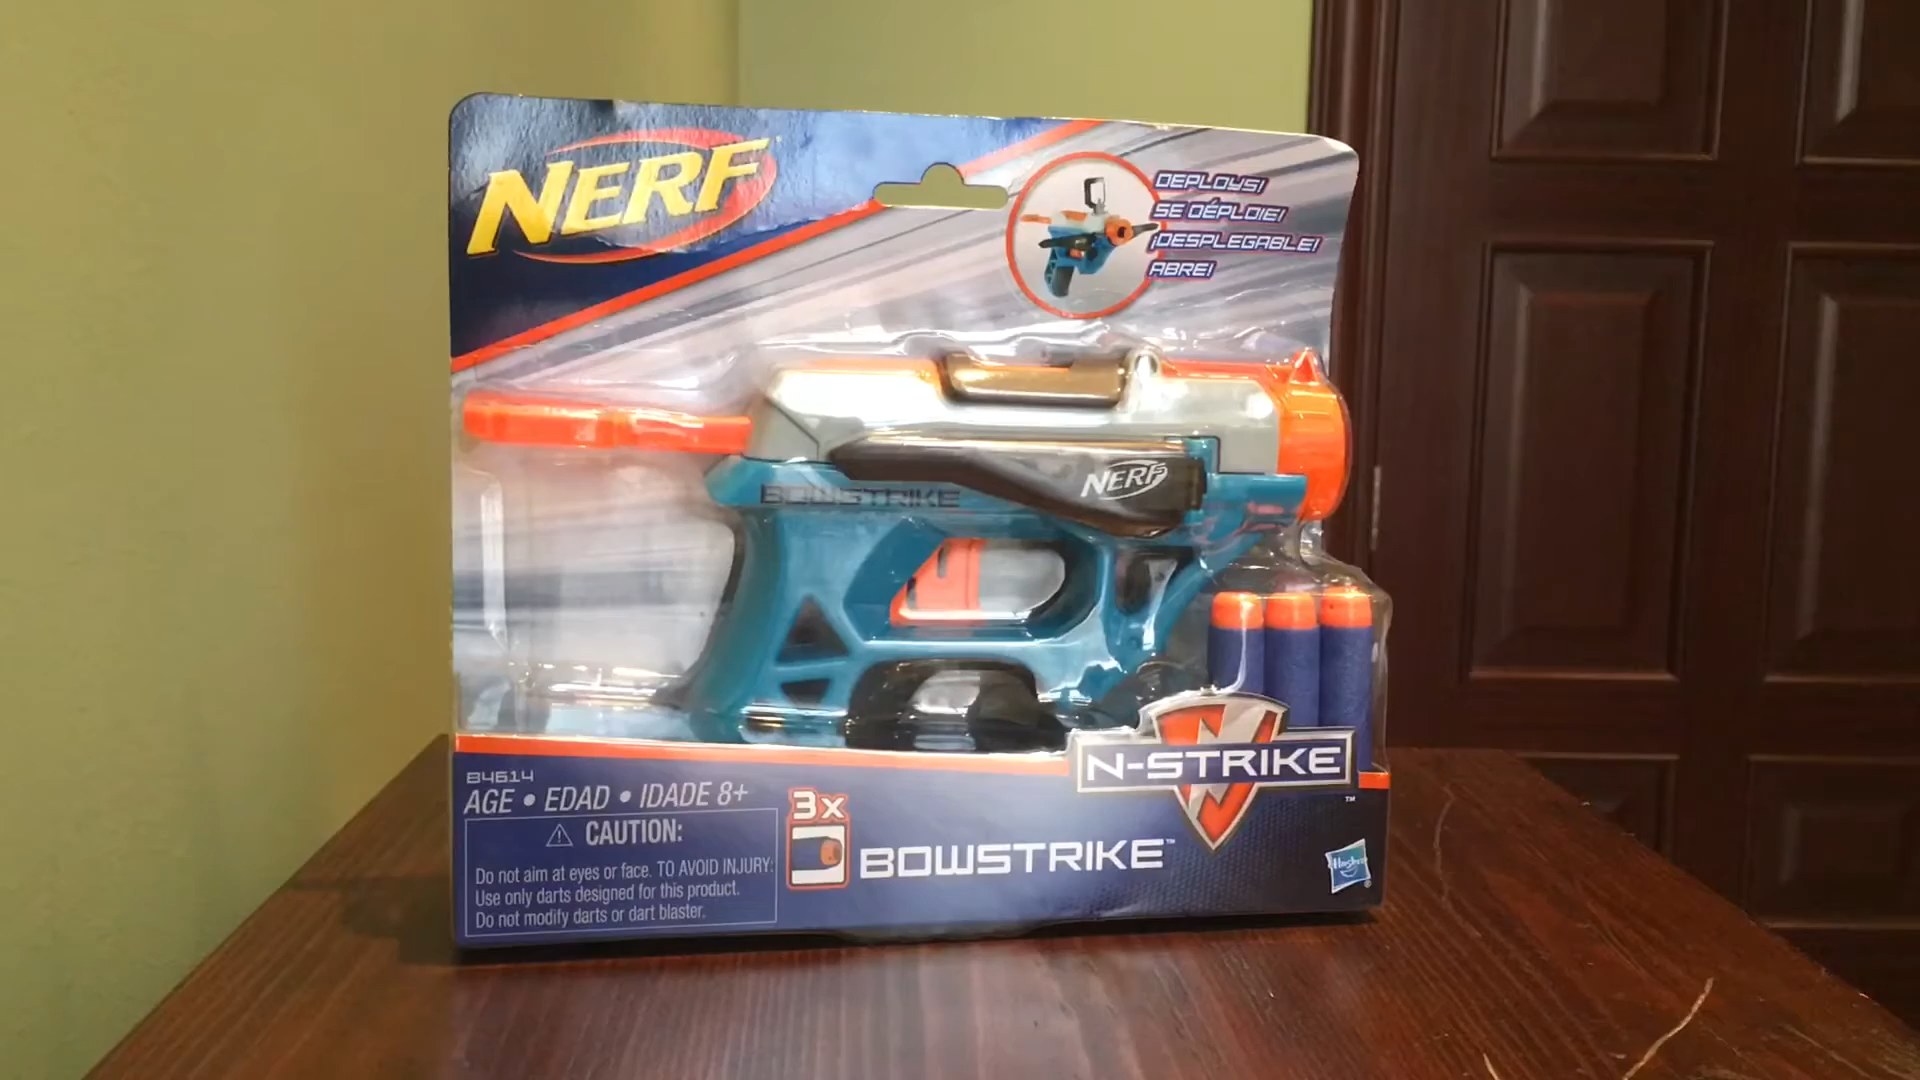 NERF
DEPLOYS!
SE DÉPLOIE!
¡DESPLEGABLE!
ABRE!
NERF
BOWSTRIKE
N-STRIKE
TM
84614
AGE • EDAD • IDADE 8+
CAUTION:
Do not aim at eyes or face. TO AVOID INJURY:
Use only darts designed for this product.
Do not modify darts or dart blaster.
3x
BOWSTRIKE™
Hasbro
®